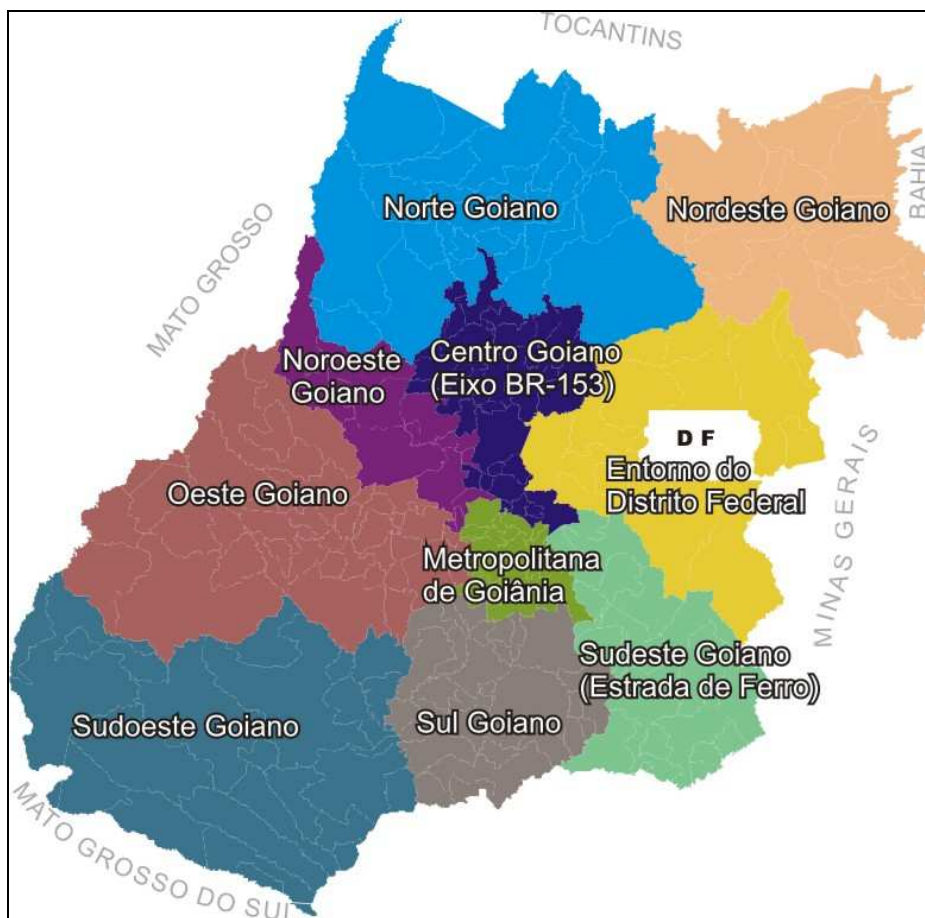 TOCANTINS
BAHIA
Norte Goiano
Nordeste Goiano
MATO GROSSO
Noroeste
Goiano
Centro Goiano
(Eixo BR-153)
D F
Entorno do
Distrito Federal
Oeste Goiano
MINAS GERAIS
Metropolitana
de Goiânia
Sudeste Goiano
(Estrada de Ferro)
Sudoeste Goiano
Sul Goiano
MATO GROSSO DO SUL